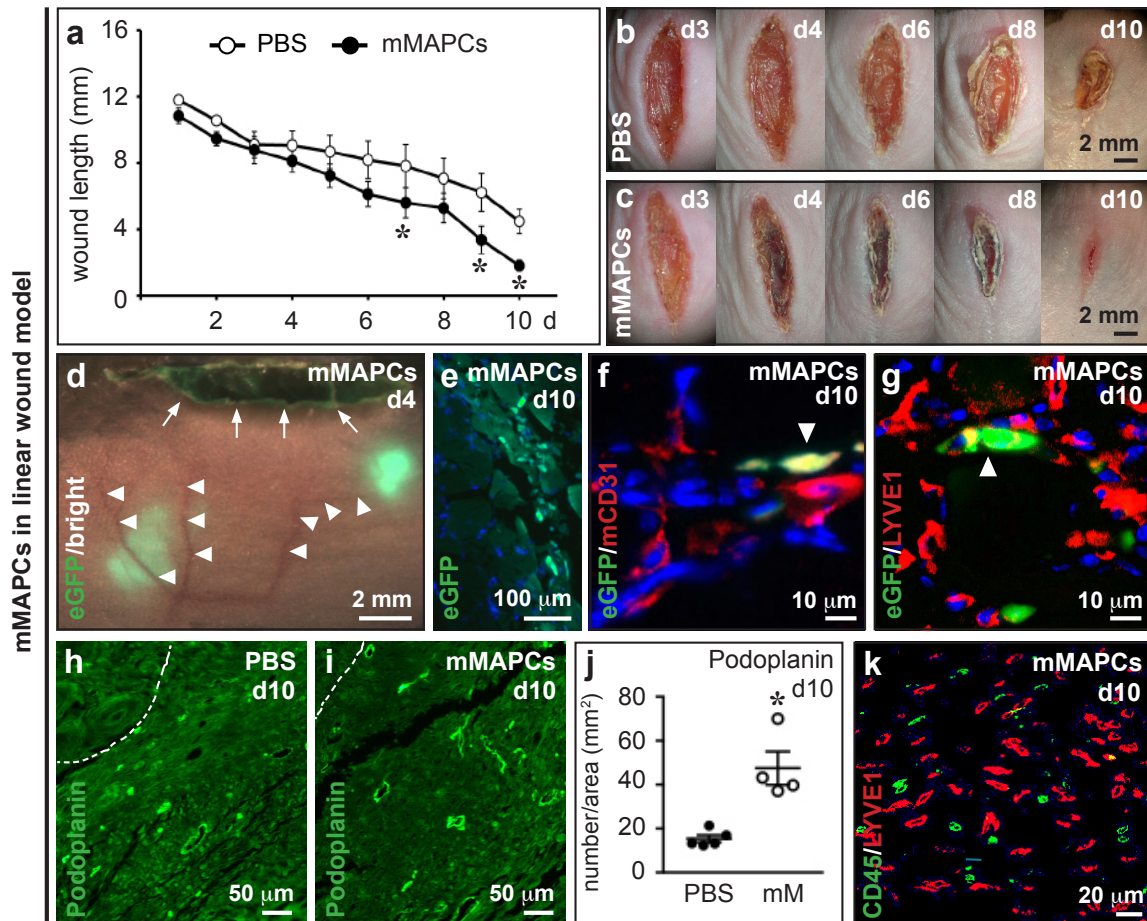 mMAPCs in linear wound model
a
PBS
mMAPCs
wound length (mm)
16
12
8
4
0
2
4
6
8
10 d
*
*
*
b
d3
d4
d6
d8
d10
PBS
2 mm
c
d3
d4
d6
d8
d10
mMAPCs
2 mm
d
mMAPCs
d4
eGFP/bright
2 mm
e
mMAPCs
d10
eGFP
100 μm
f
mMAPCs
d10
eGFP/mCD31
10 μm
g
mMAPCs
d10
eGFP/LYVE1
10 μm
h
PBS
d10
Podoplanin
50 μm
i
mMAPCs
d10
Podoplanin
50 μm
j
Podoplanin
d10
number/area (mm²)
80
60
40
20
0
*
PBS
mM
k
mMAPCs
d10
CD45/LYVE1
20 μm